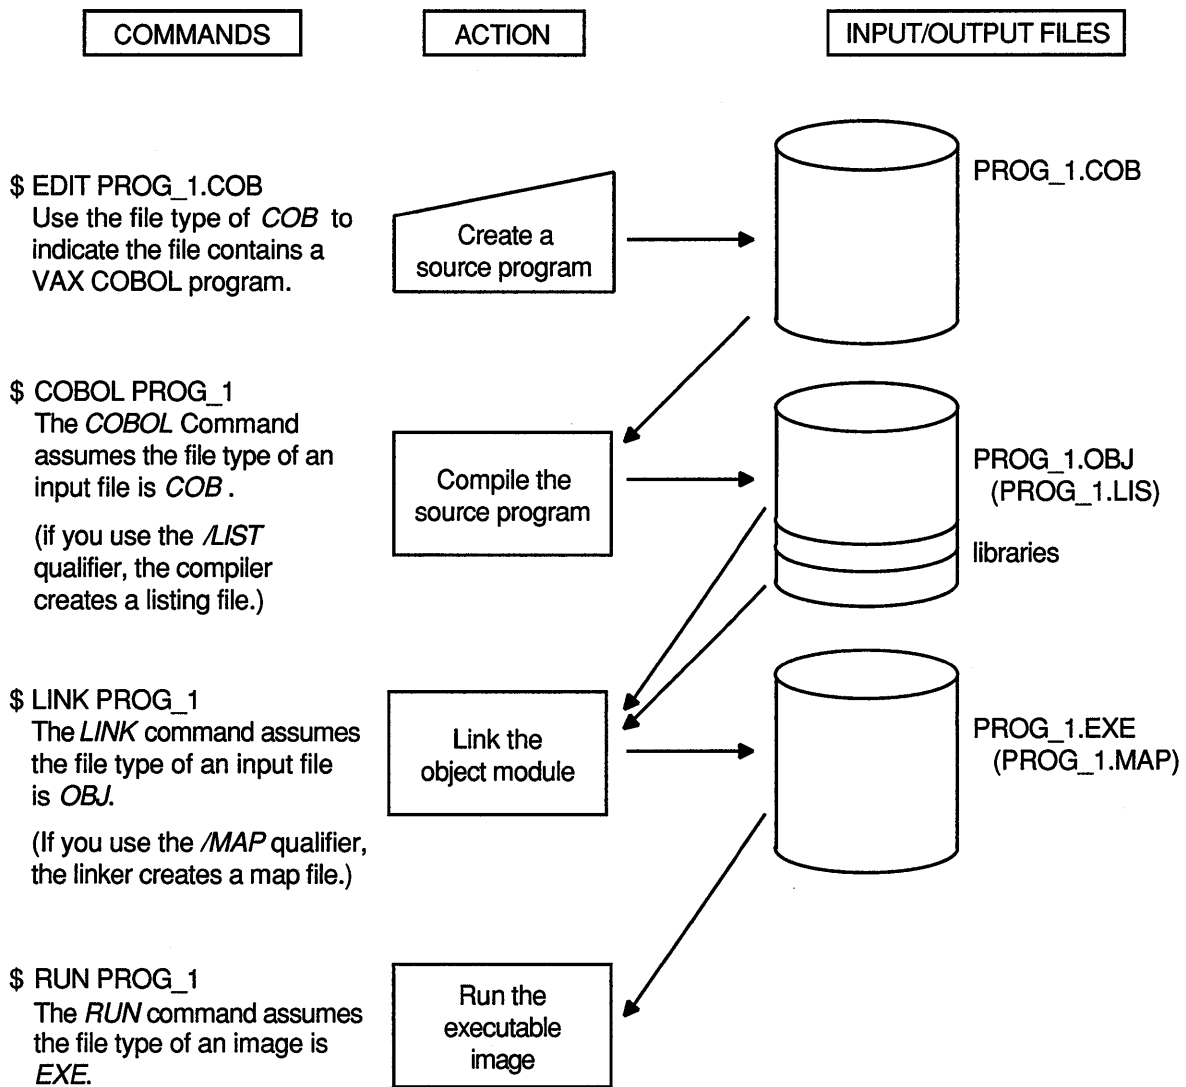 COMMANDS
ACTION
INPUT/OUTPUT FILES
$ EDIT PROG_1.COB
Use the file type of COB to
indicate the file contains a
VAX COBOL program.
Create a
source program
PROG_1.COB
$ COBOL PROG_1
The COBOL Command
assumes the file type of an
input file is COB .
(if you use the /LIST
qualifier, the compiler
creates a listing file.)
Compile the
source program
PROG_1.OBJ
(PROG_1.LIS)
libraries
$ LINK PROG_1
The LINK command assumes
the file type of an input file
is OBJ.
(If you use the /MAP qualifier,
the linker creates a map file.)
Link the
object module
PROG_1.EXE
(PROG_1.MAP)
$ RUN PROG_1
The RUN command assumes
the file type of an image is
EXE.
Run the
executable
image